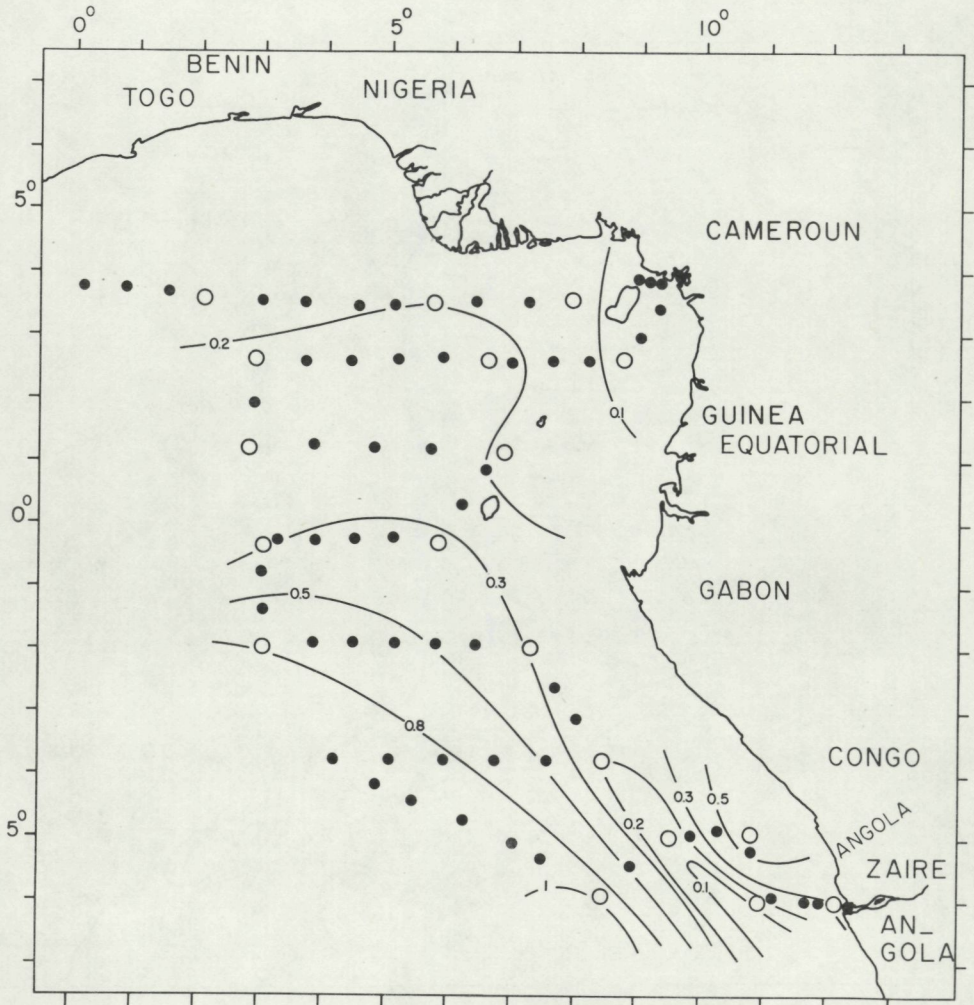 0° 5° 10°
BENIN
TOGO
NIGERIA
5°
CAMEROUN
0.2
0.1
GUINEA
EQUATORIAL
0°
0.3
0.5
GABON
0.8
CONGO
0.3
0.5
0.2
ANGOLA
5°
ZAIRE
0.1
1
AN_
GOLA